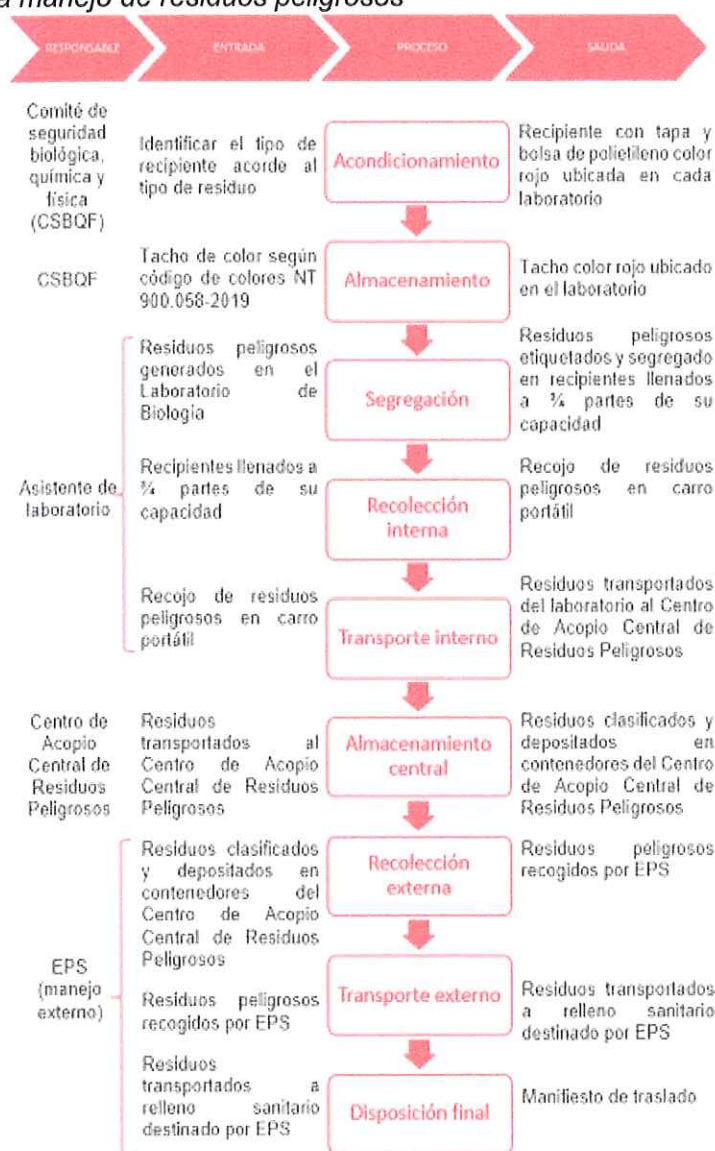 a manejo de residuos peligrosos
RESPONSABLE
ENTRADA
PROCESO
SALIDA
Comité de
seguridad
biológica,
química y
física
(CSBQF)
Identificar el tipo de
recipiente acorde al
tipo de residuo
Acondicionamiento
Recipiente con tapa y
bolsa de polietileno color
rojo ubicada en cada
laboratorio
CSBQF
Tacho de color según
código de colores NT
900.058-2019
Almacenamiento
Tacho color rojo ubicado
en el laboratorio
Asistente de
laboratorio
Residuos peligrosos
generados en el
Laboratorio de
Biología
Segregación
Residuos peligrosos
etiquetados y segregado
en recipientes llenados
a ¾ partes de su
capacidad
Recipientes llenados a
¾ partes de su
capacidad
Recolección
interna
Recojo de residuos
peligrosos en carro
portátil
Recojo de residuos
peligrosos en carro
portátil
Transporte interno
Residuos transportados
del laboratorio al Centro
de Acopio Central de
Residuos Peligrosos
Centro de
Acopio
Central de
Residuos
Peligrosos
Residuos
transportados al
Centro de Acopio
Central de Residuos
Peligrosos
Almacenamiento
central
Residuos clasificados y
depositados en
contenedores del Centro
de Acopio Central de
Residuos Peligrosos
EPS
(manejo
externo)
Residuos clasificados
y depositados en
contenedores del
Centro de Acopio
Central de Residuos
Peligrosos
Recolección
externa
Residuos peligrosos
recogidos por EPS
Residuos peligrosos
recogidos por EPS
Transporte externo
Residuos transportados
a relleno sanitario
destinado por EPS
Residuos
transportados a
relleno sanitario
destinado por EPS
Disposición final
Manifiesto de traslado